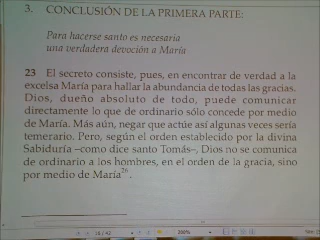 3. CONCLUSIÓN DE LA PRIMERA PARTE:
Para hacerse santo es necesaria
una verdadera devoción a María
23 El secreto consiste, pues, en encontrar de verdad a la
excelsa María para hallar la abundancia de todas las gracias.
Dios, dueño absoluto de todo, puede comunicar
directamente lo que de ordinario sólo concede por medio
de María. Más aún, negar que actúe así algunas veces sería
temerario. Pero, según el orden establecido por la divina
Sabiduría –como dice santo Tomás–, Dios no se comunica
de ordinario a los hombres, en el orden de la gracia, sino
por medio de María26.
200%